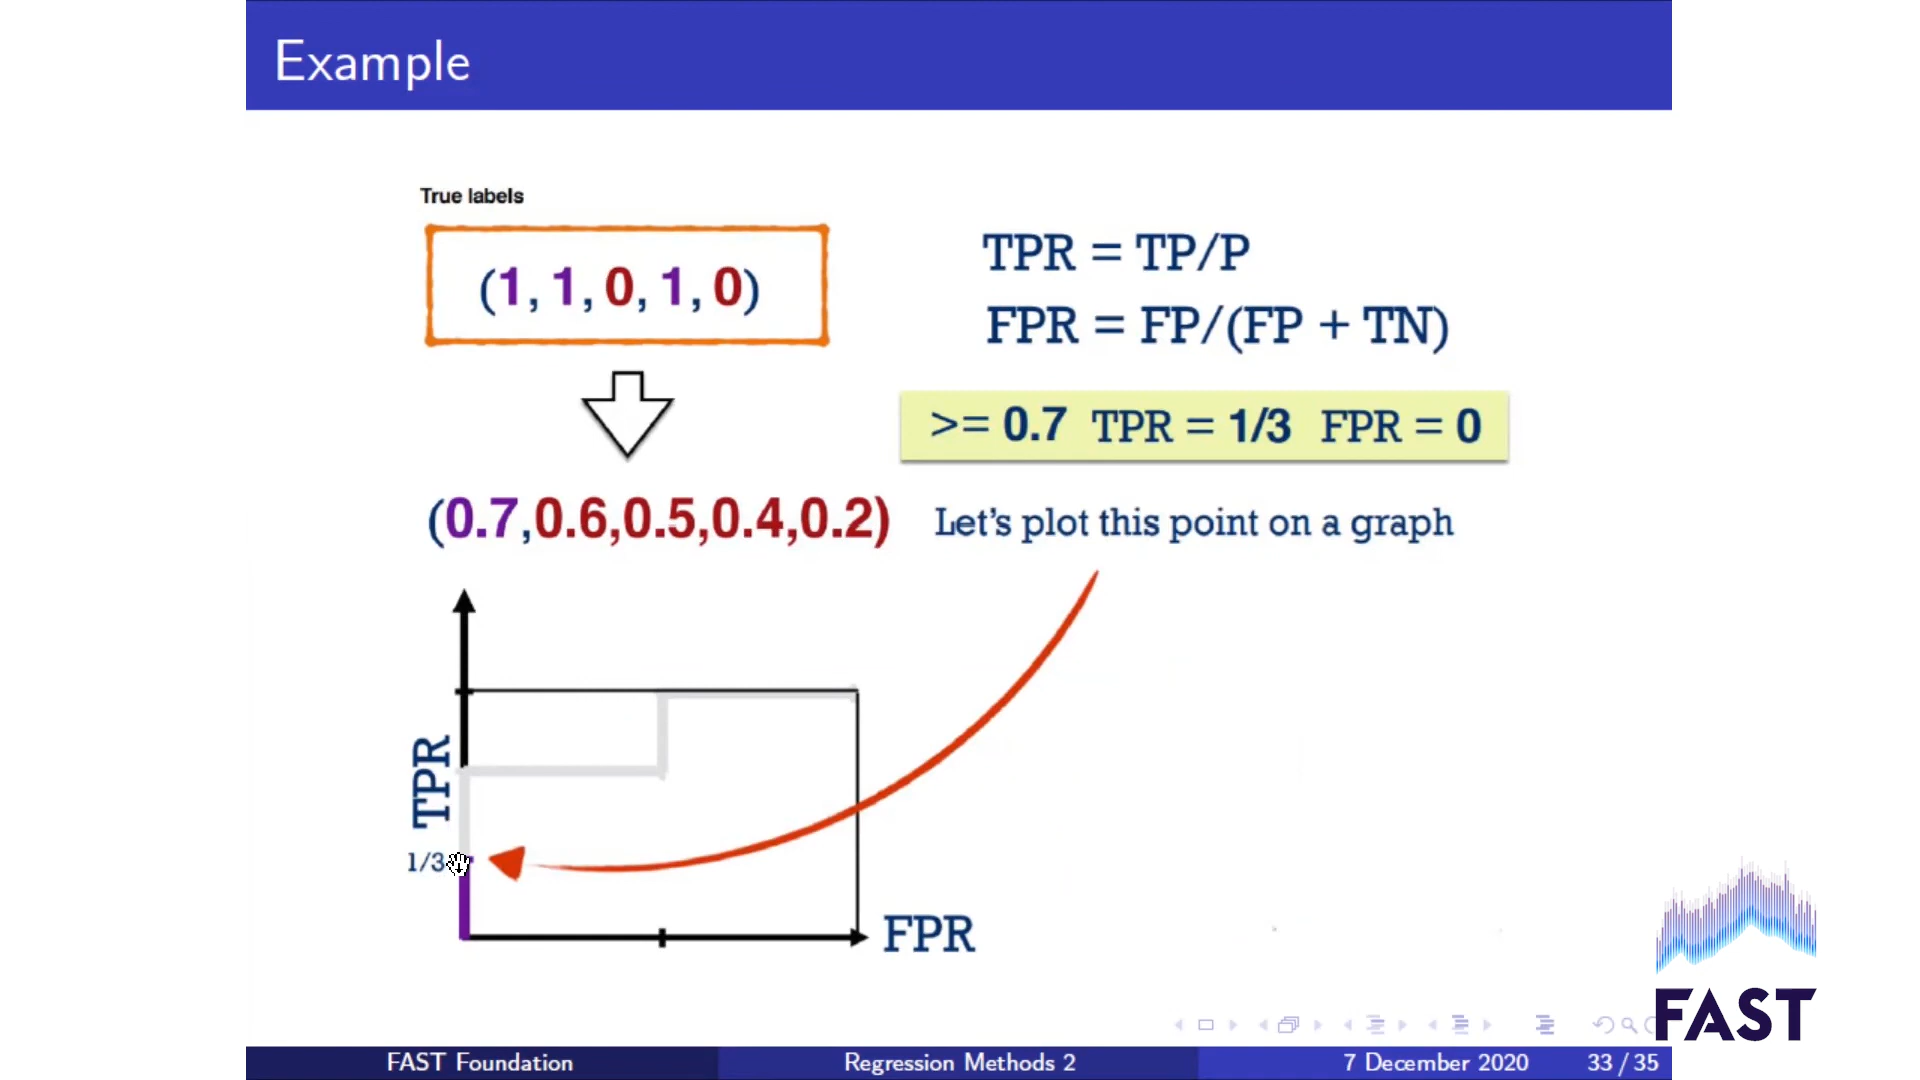 Example
True labels
(1, 1, 0, 1, 0)
TPR = TP/P
FPR = FP/(FP + TN)
>= 0.7 TPR = 1/3 FPR = 0
(0.7,0.6,0.5,0.4,0.2)
Let's plot this point on a graph
TPR
1/3
FPR
FAST
FAST Foundation
Regression Methods 2
7 December 2020
33 / 35